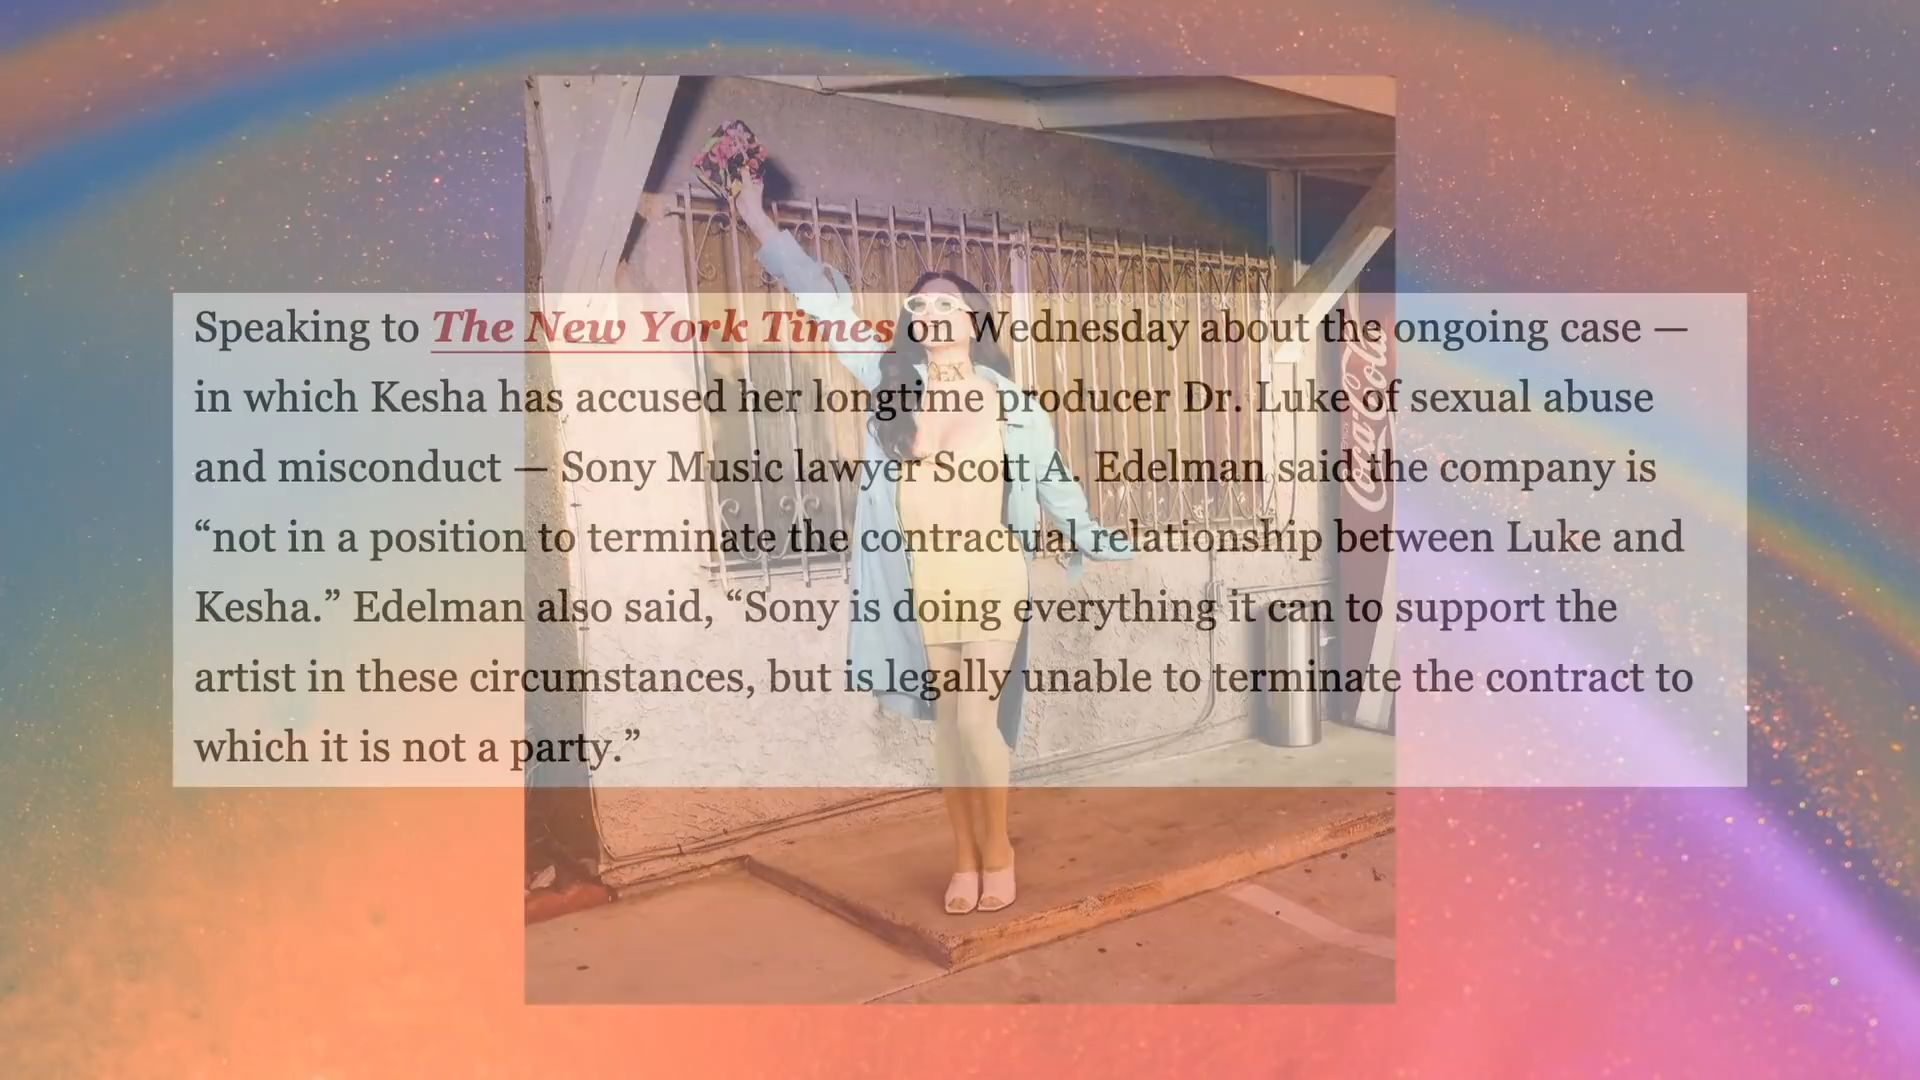 Speaking to The New York Times on Wednesday about the ongoing case —
in which Kesha has accused her longtime producer Dr. Luke of sexual abuse
and misconduct — Sony Music lawyer Scott A. Edelman said the company is
“not in a position to terminate the contractual relationship between Luke and
Kesha.” Edelman also said, “Sony is doing everything it can to support the
artist in these circumstances, but is legally unable to terminate the contract to
which it is not a party.”
SEX
Coca-Cola